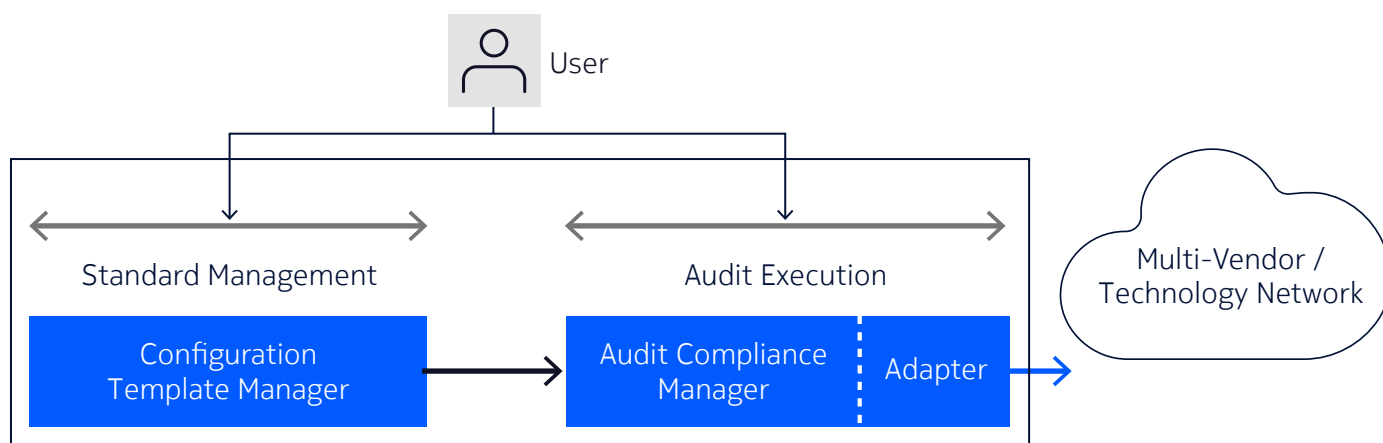 User
Standard Management
Audit Execution
Multi-Vendor /
Technology Network
Configuration
Template Manager
Audit Compliance
Manager
Adapter